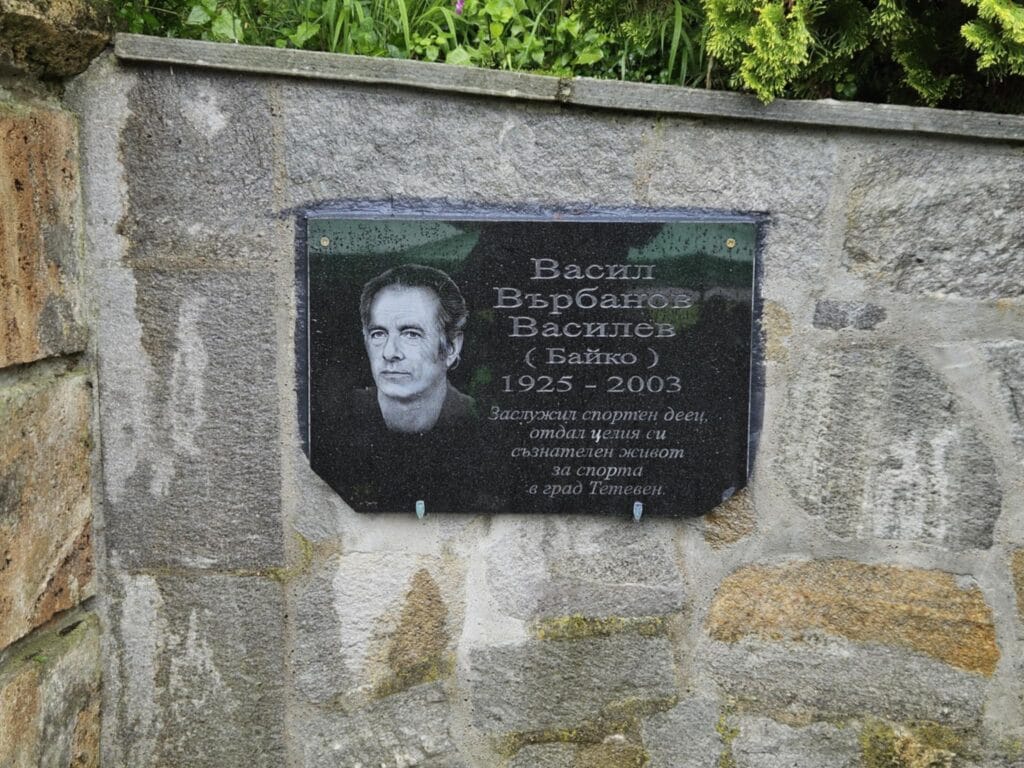 Васил
Върбанов
Василев
( Байко )
1925 - 2003
Заслужил спортен деец,
отдал целия си
съзнателен живот
за спорта
в град Тетевен.